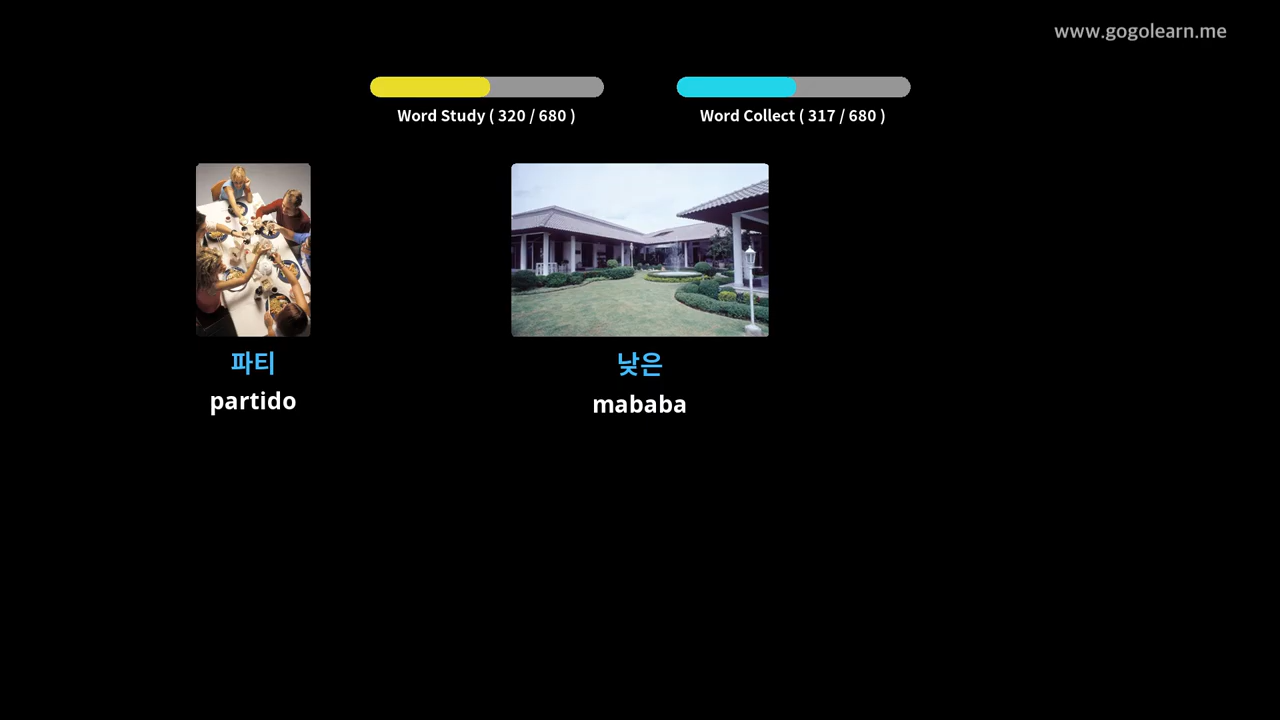 www.gogolearn.me
Word Study ( 320 / 680 )
Word Collect ( 317 / 680 )
파티
partido
낮은
mababa